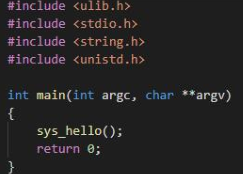 #include <ulib.h>
#include <stdio.h>
#include <string.h>
#include <unistd.h>
int main(int argc, char **argv)
{
    sys_hello();
    return 0;
}